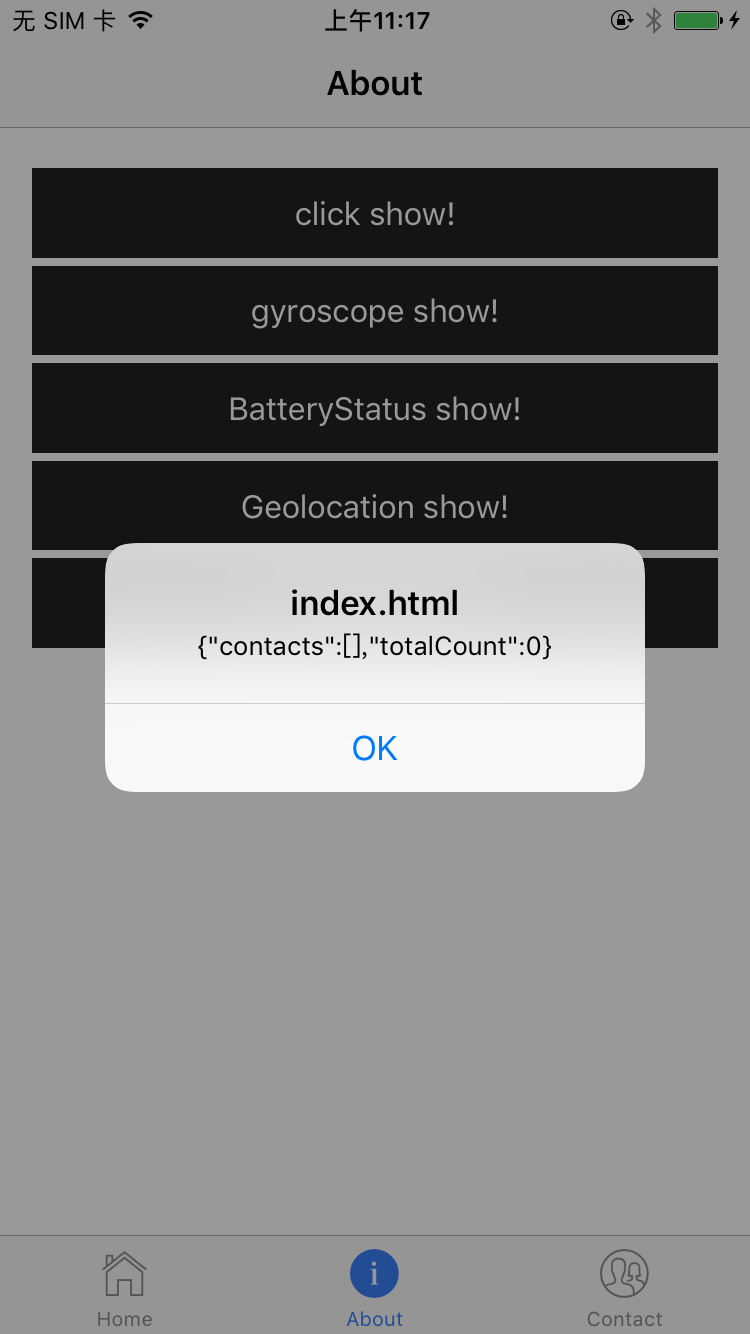 无 SIM 卡 上午11:17
About
click show!
gyroscope show!
BatteryStatus show!
Geolocation show!
index.html
{"contacts":[],"totalCount":0}
OK
Home About Contact